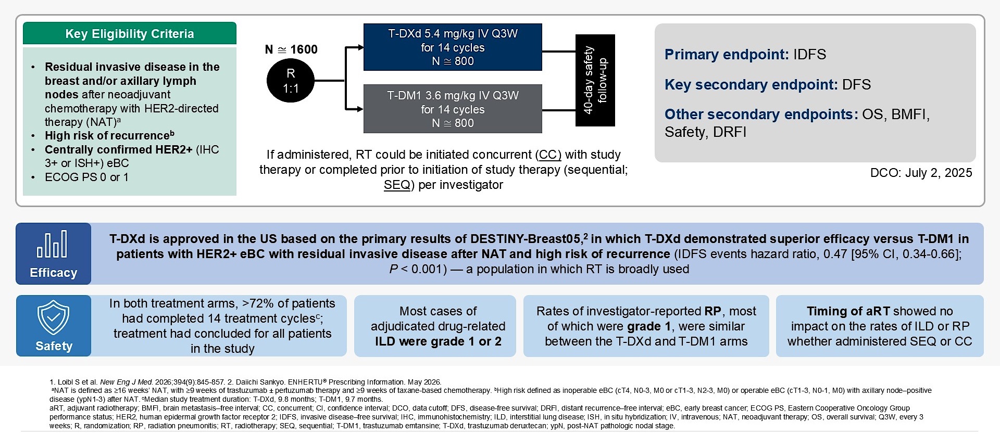 Key Eligibility Criteria
• Residual invasive disease in the
breast and/or axillary lymph
nodes after neoadjuvant
chemotherapy with HER2-directed
therapy (NAT)ᵃ
• High risk of recurrenceᵇ
• Centrally confirmed HER2+ (IHC
3+ or ISH+) eBC
• ECOG PS 0 or 1
N ≅ 1600
R
1:1
T-DXd 5.4 mg/kg IV Q3W
for 14 cycles
N ≅ 800
T-DM1 3.6 mg/kg IV Q3W
for 14 cycles
N ≅ 800
40-day safety
follow-up
If administered, RT could be initiated concurrent (CC) with study
therapy or completed prior to initiation of study therapy (sequential;
SEQ) per investigator
Primary endpoint: IDFS
Key secondary endpoint: DFS
Other secondary endpoints: OS, BMFI,
Safety, DRFI
DCO: July 2, 2025
Efficacy
T-DXd is approved in the US based on the primary results of DESTINY-Breast05,² in which T-DXd demonstrated superior efficacy versus T-DM1 in
patients with HER2+ eBC with residual invasive disease after NAT and high risk of recurrence (IDFS events hazard ratio, 0.47 [95% CI, 0.34-0.66];
P < 0.001) — a population in which RT is broadly used
Safety
In both treatment arms, >72% of patients
had completed 14 treatment cyclesᶜ;
treatment had concluded for all patients
in the study
Most cases of
adjudicated drug-related
ILD were grade 1 or 2
Rates of investigator-reported RP, most
of which were grade 1, were similar
between the T-DXd and T-DM1 arms
Timing of aRT showed no
impact on the rates of ILD or RP
whether administered SEQ or CC
1. Loibl S et al. New Eng J Med. 2026;394(9):845-857. 2. Daiichi Sankyo. ENHERTU® Prescribing Information. May 2026.
ᵃNAT is defined as ≥16 weeks' NAT, with ≥9 weeks of trastuzumab ± pertuzumab therapy and ≥9 weeks of taxane-based chemotherapy. ᵇHigh risk defined as inoperable eBC (cT4, N0-3, M0 or cT1-3, N2-3, M0) or operable eBC (cT1-3, N0-1, M0) with axillary node–positive
disease (ypN1-3) after NAT. ᶜMedian study treatment duration: T-DXd, 9.8 months; T-DM1, 9.7 months.
aRT, adjuvant radiotherapy; BMFI, brain metastasis–free interval; CC, concurrent; CI, confidence interval; DCO, data cutoff; DFS, disease-free survival; DRFI, distant recurrence–free interval; eBC, early breast cancer; ECOG PS, Eastern Cooperative Oncology Group
performance status; HER2, human epidermal growth factor receptor 2; IDFS, invasive disease–free survival; IHC, immunohistochemistry; ILD, interstitial lung disease; ISH, in situ hybridization; IV, intravenous; NAT, neoadjuvant therapy; OS, overall survival; Q3W, every 3
weeks; R, randomization; RP, radiation pneumonitis; RT, radiotherapy; SEQ, sequential; T-DM1, trastuzumab emtansine; T-DXd, trastuzumab deruxtecan; ypN, post-NAT pathologic nodal stage.